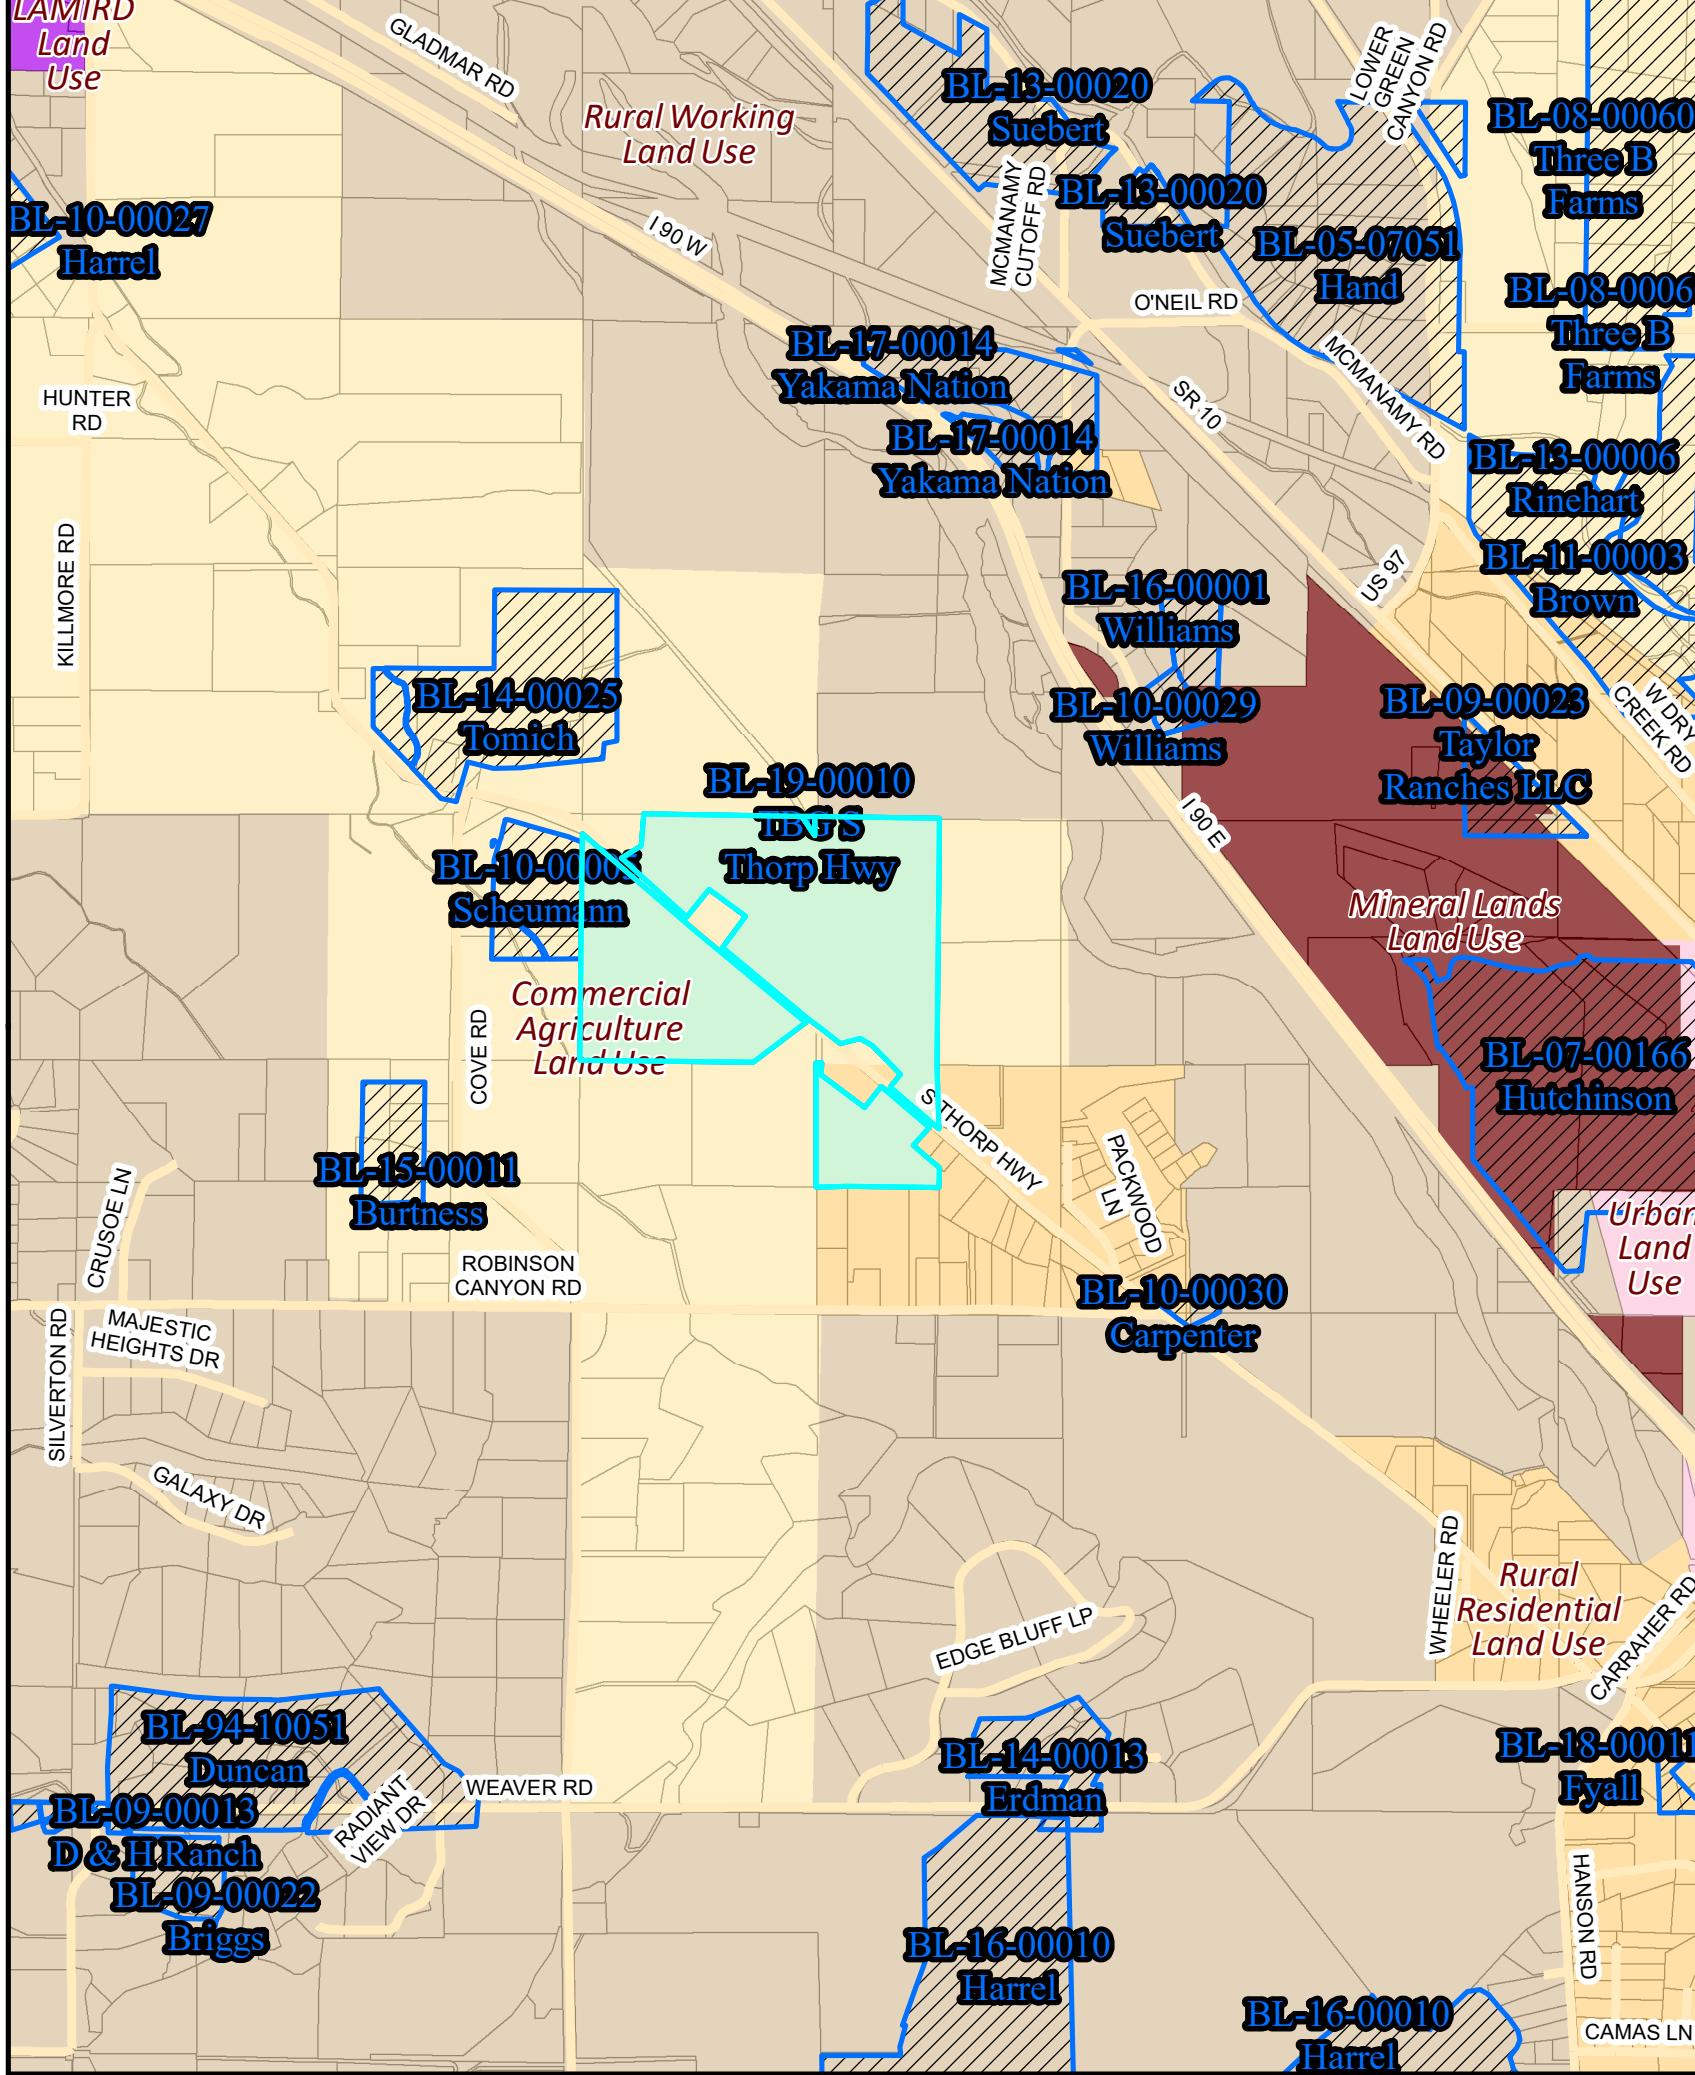 LAMIRD
Land
Use
GLADMAR RD
Rural Working
Land Use
BL-13-00020
Suebert
LOWER
GREEN
CANYON RD
BL-08-00060
Three B
Farms
MCMANAMY
CUTOFF RD
BL-13-00020
Suebert
BL-10-00027
Harrel
I 90 W
BL-05-07051
Hand
O'NEIL RD
BL-08-0006
Three B
Farms
BL-17-00014
Yakama Nation
MCMANAMY RD
HUNTER
RD
SR 10
BL-17-00014
Yakama Nation
BL-13-00006
Rinehart
KILLMORE RD
US 97
BL-11-00003
Brown
BL-16-00001
Williams
BL-14-00025
Tomich
BL-10-00029
Williams
BL-09-00023
Taylor
Ranches LLC
W DRY
CREEK RD
BL-19-00010
TBG S
Thorp Hwy
I 90 E
BL-10-00005
Scheumann
Mineral Lands
Land Use
Commercial
Agriculture
Land Use
COVE RD
BL-07-00166
Hutchinson
S THORP HWY
PACKWOOD
LN
BL-15-00011
Burtness
CRUSOE LN
Urban
Land
Use
ROBINSON
CANYON RD
BL-10-00030
Carpenter
SILVERTON RD
MAJESTIC
HEIGHTS DR
GALAXY DR
WHEELER RD
Rural
Residential
Land Use
EDGE BLUFF LP
CARRAHER RD
BL-94-10051
Duncan
WEAVER RD
BL-14-00013
Erdman
BL-18-00011
Fyall
BL-09-00013
D & H Ranch
RADIANT
VIEW DR
BL-09-00022
Briggs
HANSON RD
BL-16-00010
Harrel
BL-16-00010
Harrel
CAMAS LN